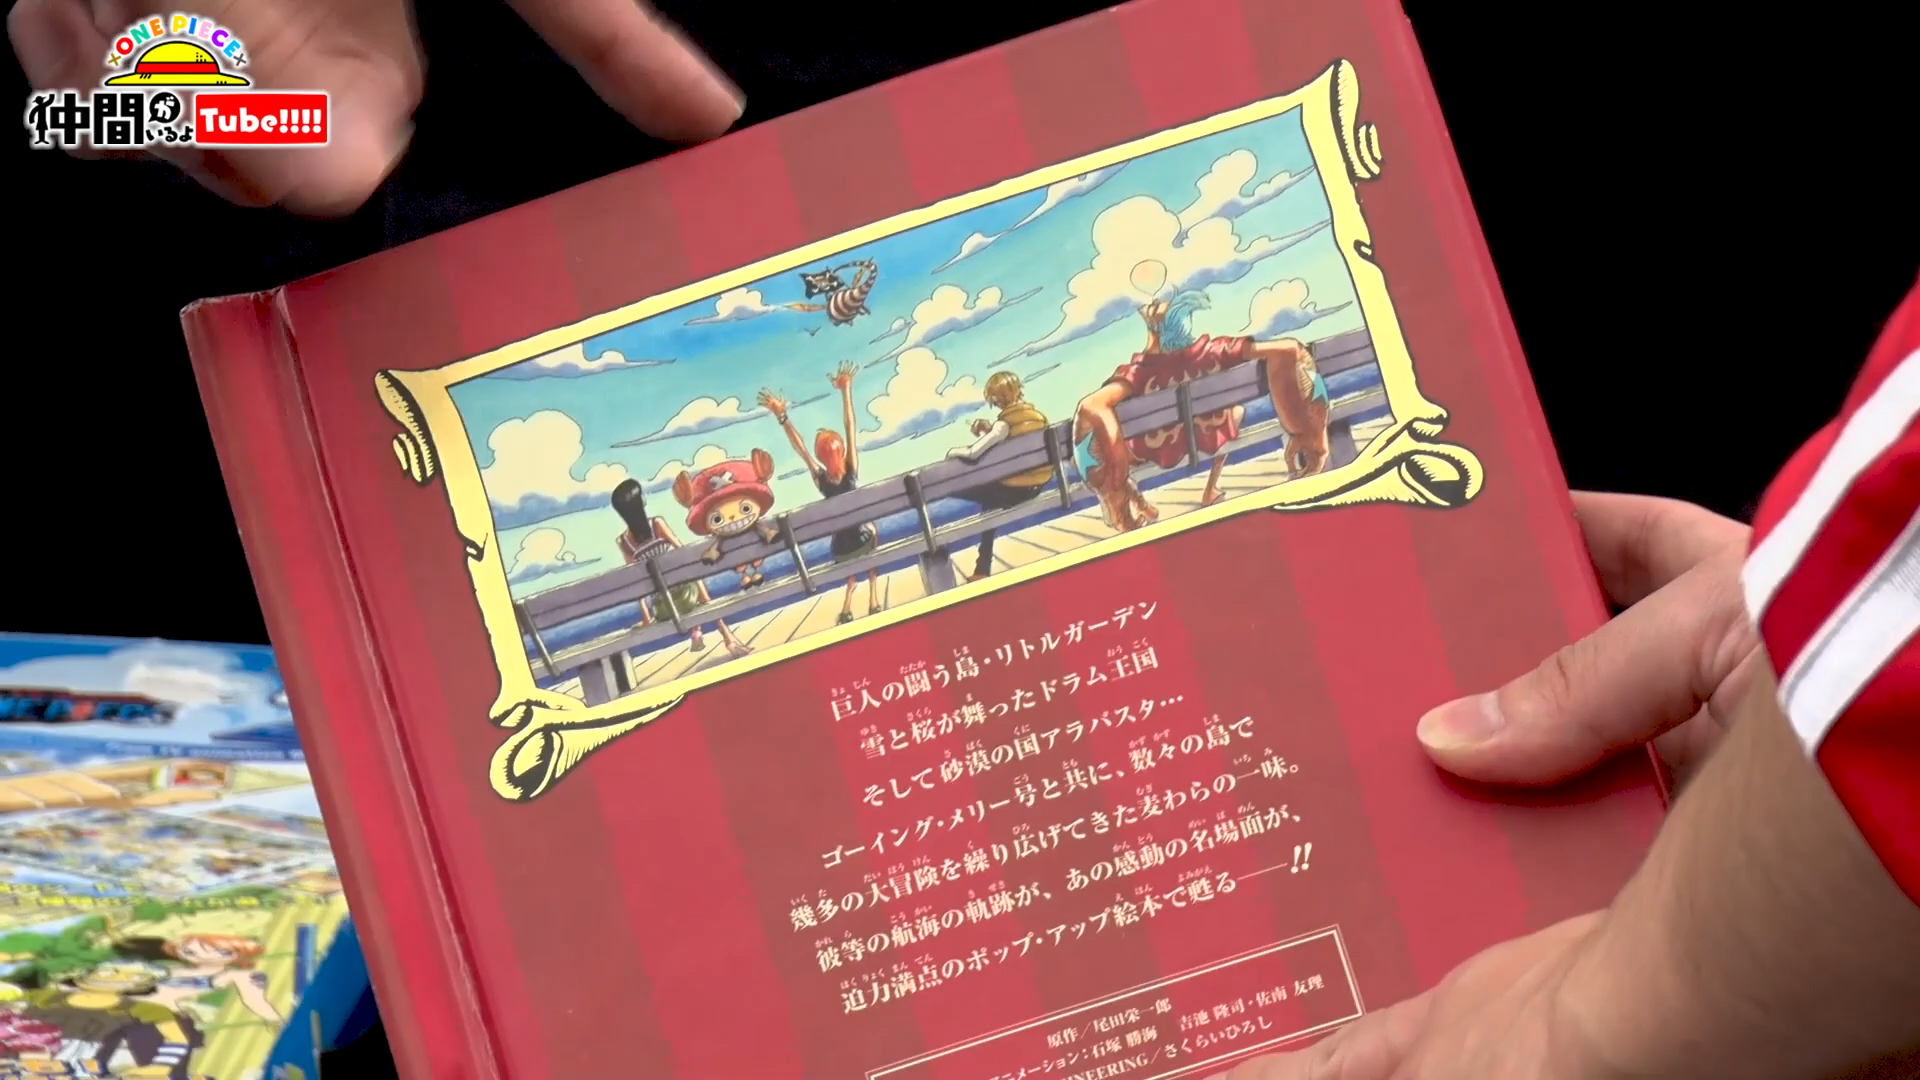 ONE PIECE
仲間がいるよTube!!!!
巨人の闘う島・リトルガーデン
雪と桜が舞ったドラム王国
そして砂漠の国アラバスタ…
ゴーイング・メリー号と共に、数々の島で
幾多の大冒険を繰り広げてきた麦わらの一味。
彼等の航海の軌跡が、あの感動の名場面が、
迫力満点のポップ・アップ絵本で甦る――!!
原作／尾田栄一郎
ニメーション：石塚 勝海 吉池 隆司・佐南 友理
INEERING／さくらいひろし